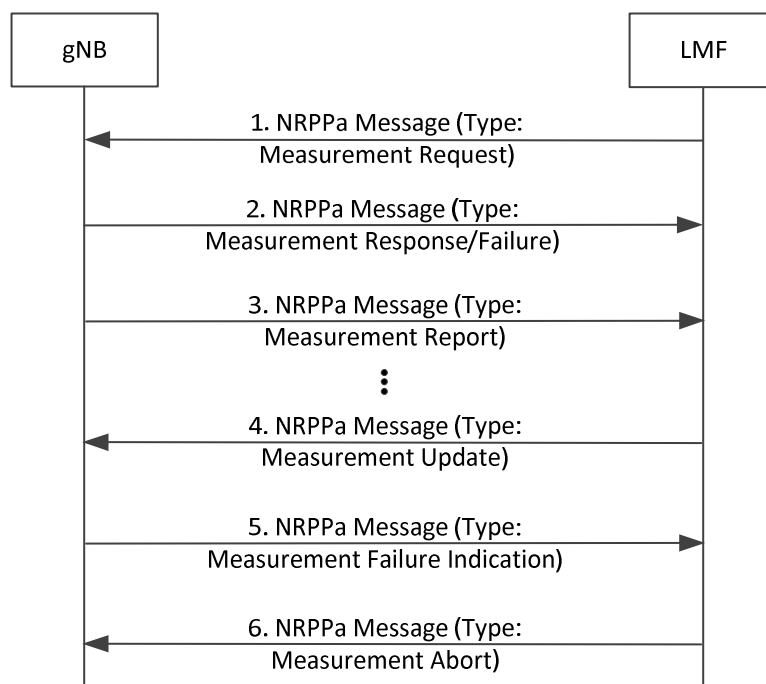 gNB
LMF
1. NRPPa Message (Type:
Measurement Request)
2. NRPPa Message (Type:
Measurement Response/Failure)
3. NRPPa Message (Type:
Measurement Report)
4. NRPPa Message (Type:
Measurement Update)
5. NRPPa Message (Type:
Measurement Failure Indication)
6. NRPPa Message (Type:
Measurement Abort)